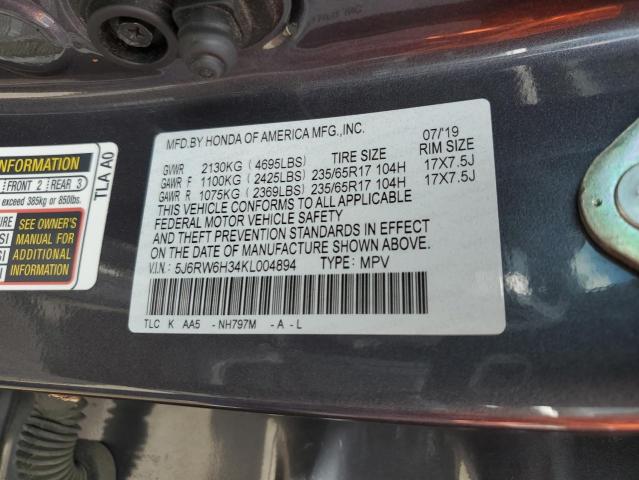 MFD.BY HONDA OF AMERICA MFG.,INC. 07/19
GVWR 2130KG (4695LBS) TIRE SIZE RIM SIZE
GAWR F 1100KG (2425LBS) 235/65R17 104H 17X7.5J
GAWR R 1075KG (2369LBS) 235/65R17 104H 17X7.5J
THIS VEHICLE CONFORMS TO ALL APPLICABLE
FEDERAL MOTOR VEHICLE SAFETY
AND THEFT PREVENTION STANDARDS IN EFFECT
ON THE DATE OF MANUFACTURE SHOWN ABOVE.
V.I.N.: 5J6RW6H34KL004894 TYPE: MPV
TLC K AA5 -NH797M -A -L
INFORMATION
FRONT 2 REAR 3
exceed 385kg or 850lbs.
SEE OWNER'S
MANUAL FOR
ADDITIONAL
INFORMATION
TLA A0